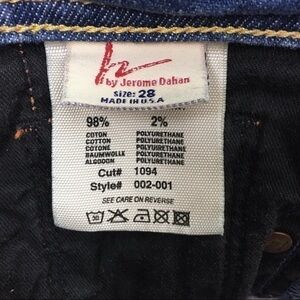 by Jerome Dahan
SIZE: 28
MADE IN U.S.A
98% 2%
COTON POLYURETHANE
COTTON POLYURETHANE
COTONE POLYURETHANE
BAUMWOLLE POLYURETHANE
ALGODON POLYURETHANE
Cut# 1094
Style# 002-001
SEE CARE ON REVERSE